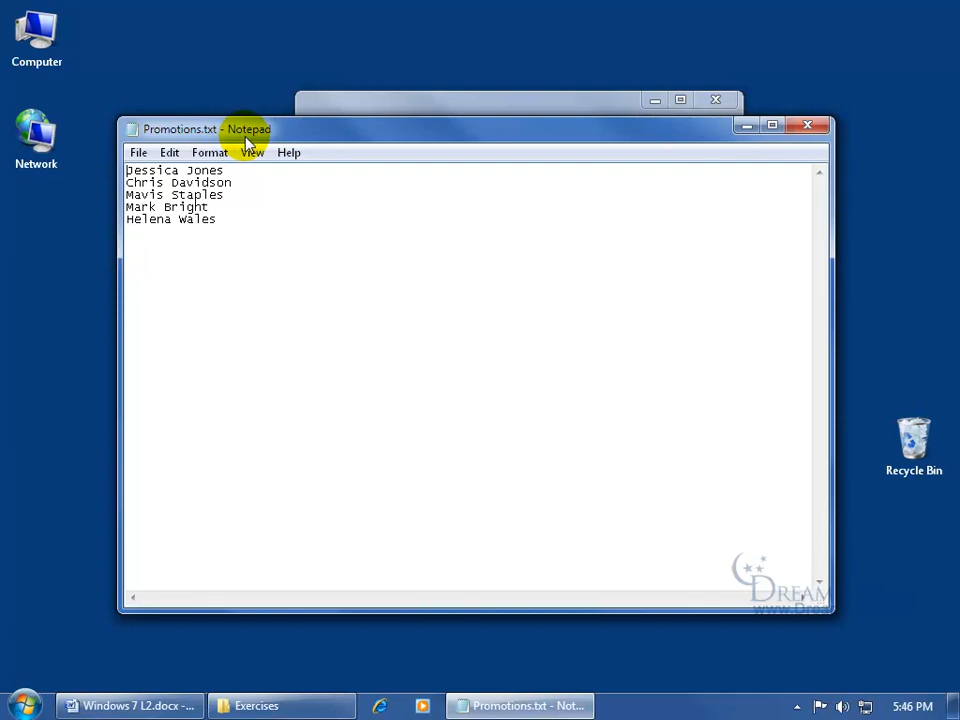 Computer
Network
Promotions.txt - Notepad
File Edit Format View Help
Jessica Jones
Chris Davidson
Mavis Staples
Mark Bright
Helena Wales
Recycle Bin
DREAM
Windows 7 L2.docx -...
Exercises
Promotions.txt - Not...
5:46 PM